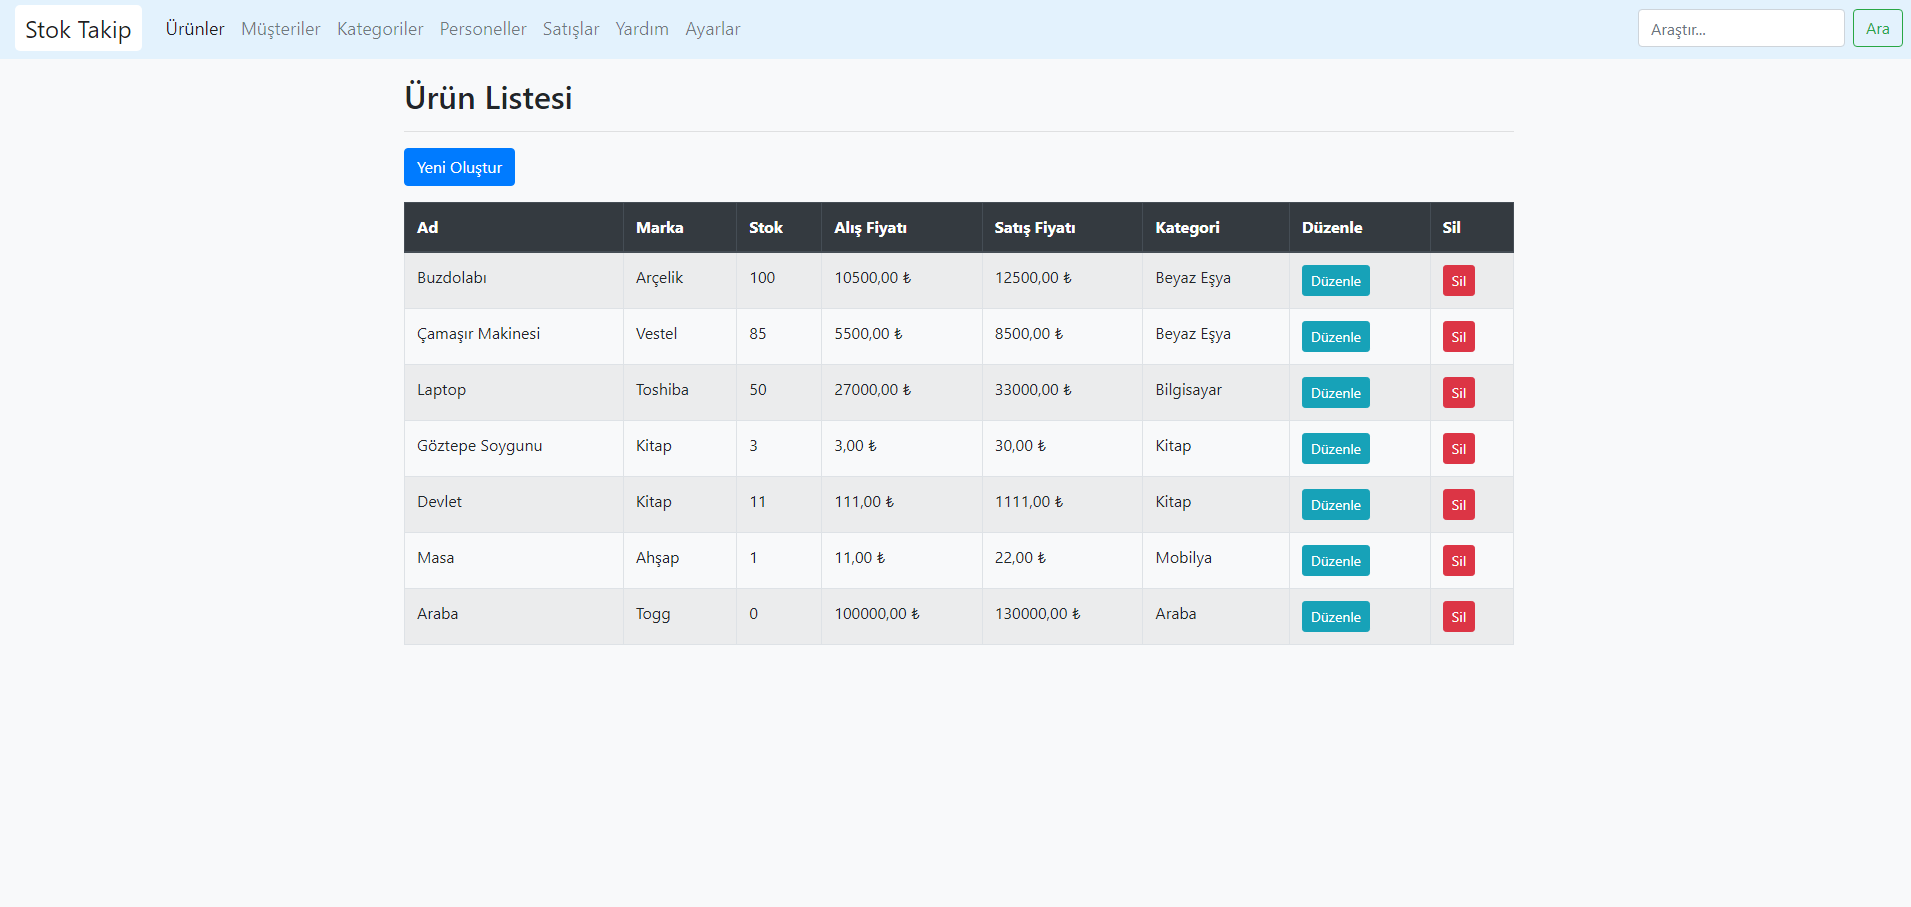 Stok Takip Ürünler Müşteriler Kategoriler Personeller Satışlar Yardım Ayarlar Araştır... Ara
Ürün Listesi
Yeni Oluştur
Ad Marka Stok Alış Fiyatı Satış Fiyatı Kategori Düzenle Sil
Buzdolabı Arçelik 100 10500,00 ₺ 12500,00 ₺ Beyaz Eşya Düzenle Sil
Çamaşır Makinesi Vestel 85 5500,00 ₺ 8500,00 ₺ Beyaz Eşya Düzenle Sil
Laptop Toshiba 50 27000,00 ₺ 33000,00 ₺ Bilgisayar Düzenle Sil
Göztepe Soygunu Kitap 3 3,00 ₺ 30,00 ₺ Kitap Düzenle Sil
Devlet Kitap 11 111,00 ₺ 1111,00 ₺ Kitap Düzenle Sil
Masa Ahşap 1 11,00 ₺ 22,00 ₺ Mobilya Düzenle Sil
Araba Togg 0 100000,00 ₺ 130000,00 ₺ Araba Düzenle Sil